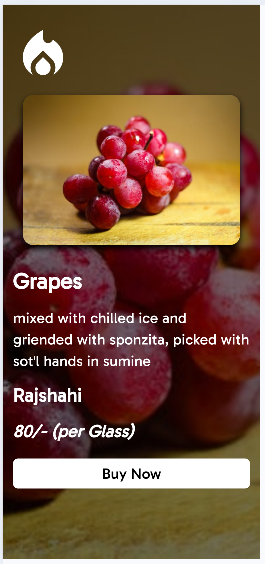 Grapes
mixed with chilled ice and
griended with sponzita, picked with
sot'l hands in sumine
Rajshahi
80/- (per Glass)
Buy Now